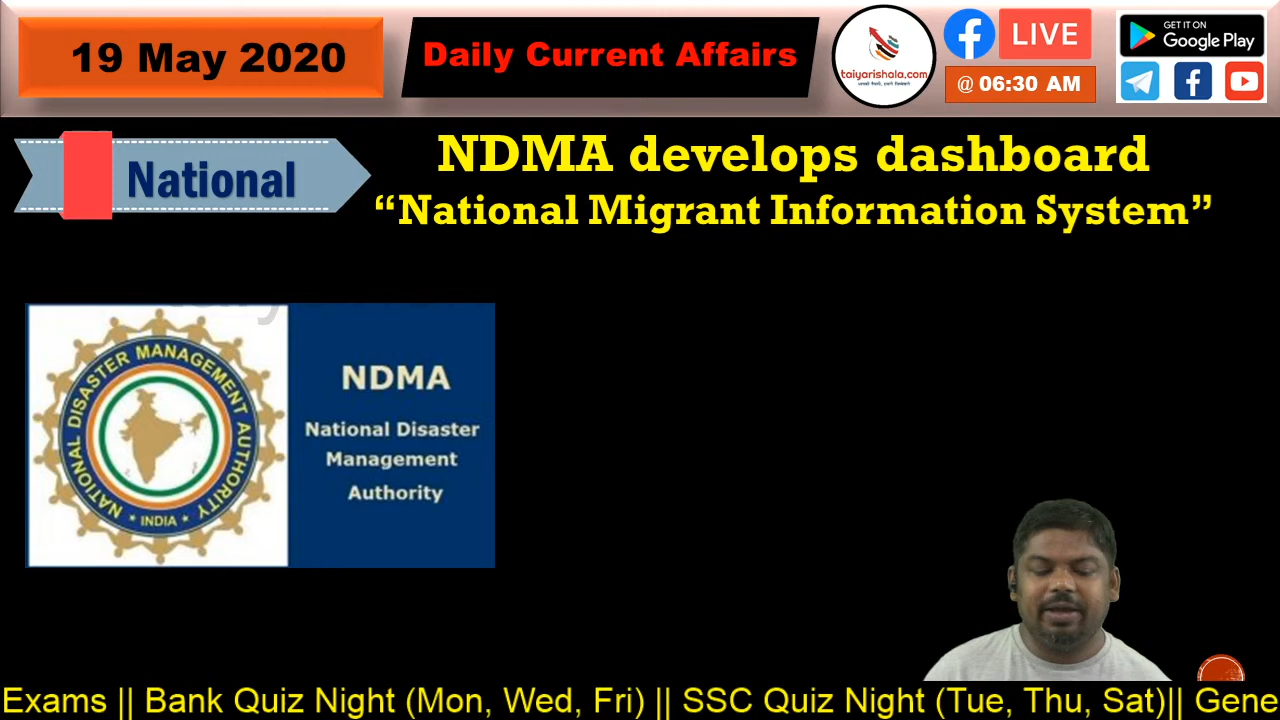 19 May 2020
Daily Current Affairs
taiyarishala.com
LIVE
@ 06:30 AM
GET IT ON
Google Play
National
NDMA develops dashboard
“National Migrant Information System”
NATIONAL DISASTER MANAGEMENT AUTHORITY
* INDIA *
NDMA
National Disaster
Management
Authority
Exams || Bank Quiz Night (Mon, Wed, Fri) || SSC Quiz Night (Tue, Thu, Sat)|| Gene